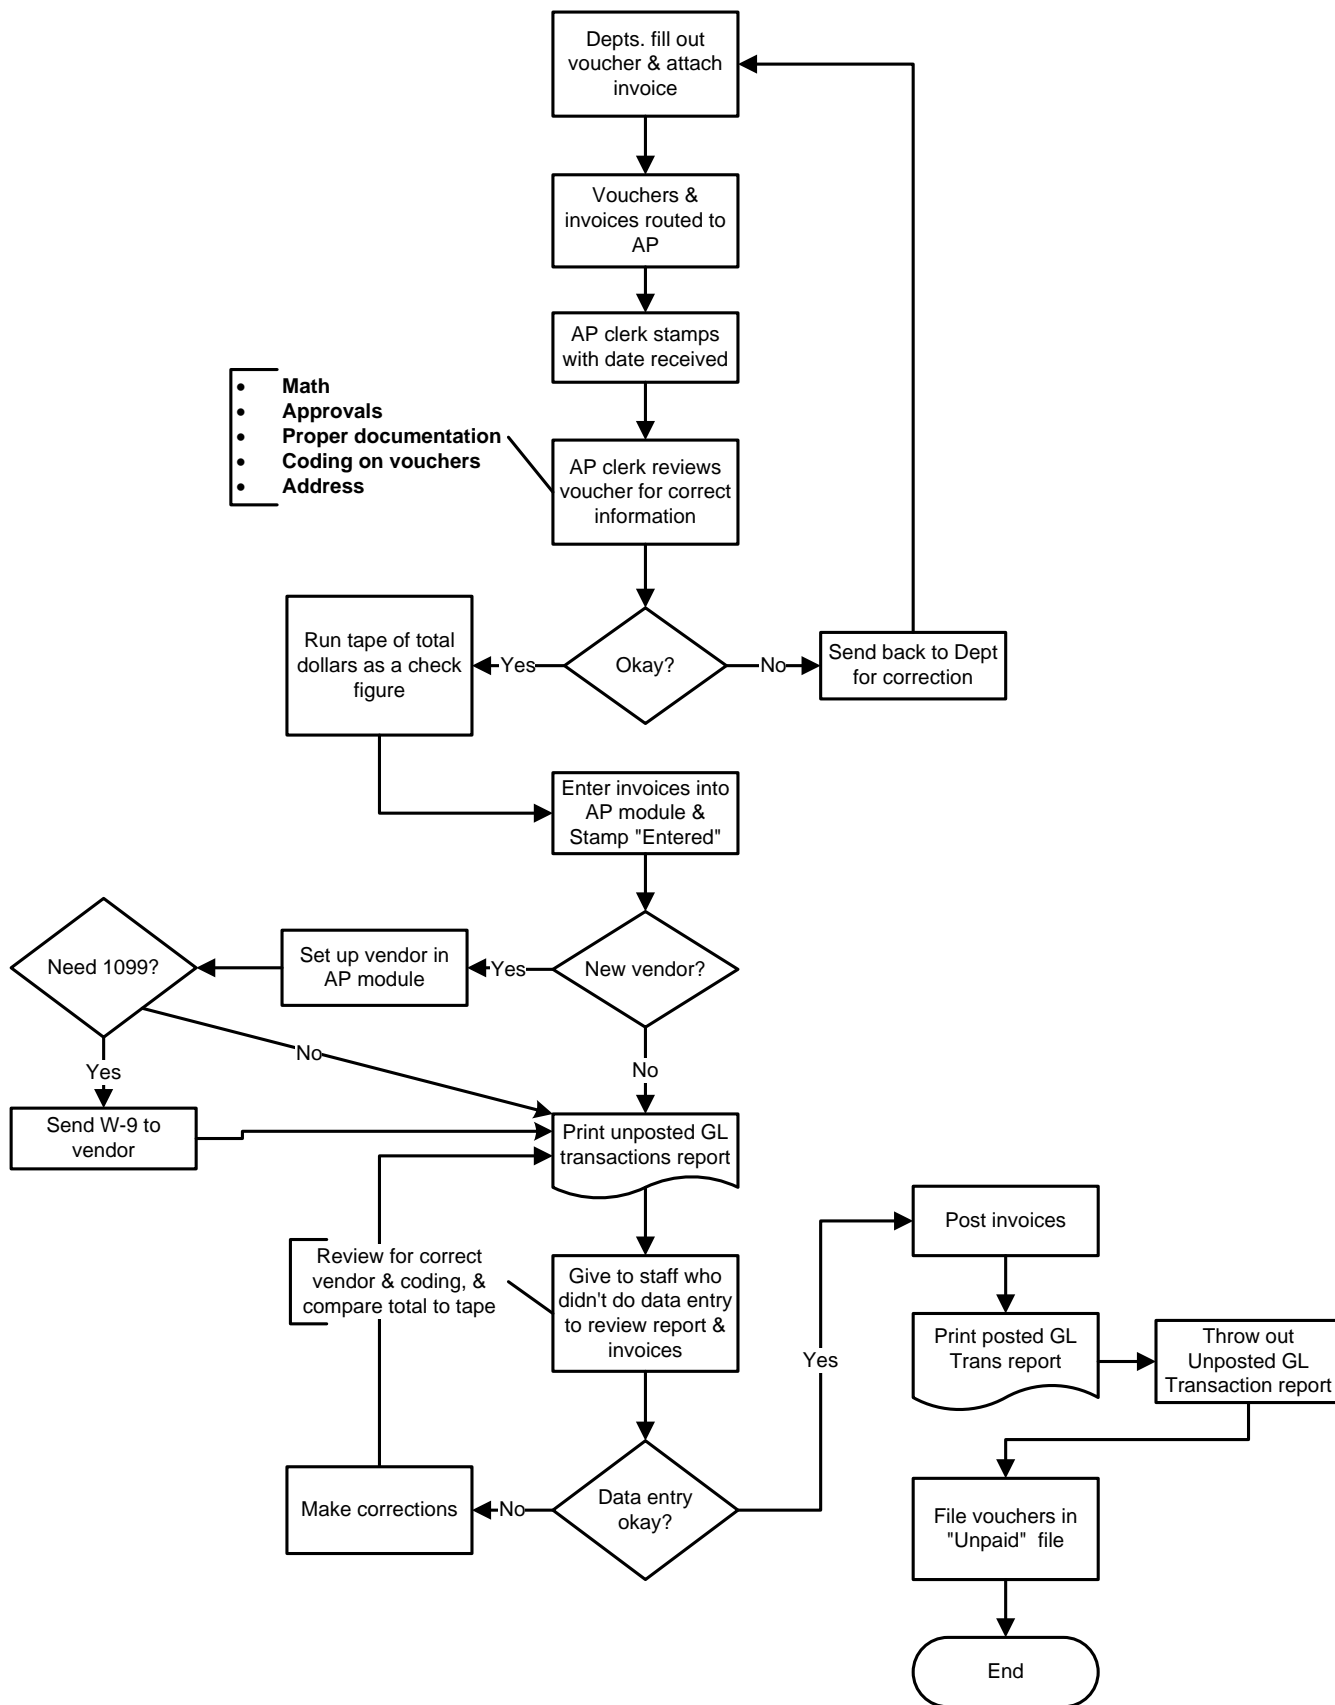 Depts. fill out
voucher & attach
invoice
Vouchers &
invoices routed to
AP
AP clerk stamps
with date received
• Math
• Approvals
• Proper documentation
• Coding on vouchers
• Address
AP clerk reviews
voucher for correct
information
Run tape of total
dollars as a check
figure
Yes
Okay?
No
Send back to Dept
for correction
Enter invoices into
AP module &
Stamp "Entered"
Need 1099?
Set up vendor in
AP module
Yes
New vendor?
No
Yes
No
Send W-9 to
vendor
Print unposted GL
transactions report
Post invoices
Review for correct
vendor & coding, &
compare total to tape
Give to staff who
didn't do data entry
to review report &
invoices
Yes
Print posted GL
Trans report
Throw out
Unposted GL
Transaction report
Make corrections
No
Data entry
okay?
File vouchers in
"Unpaid" file
End